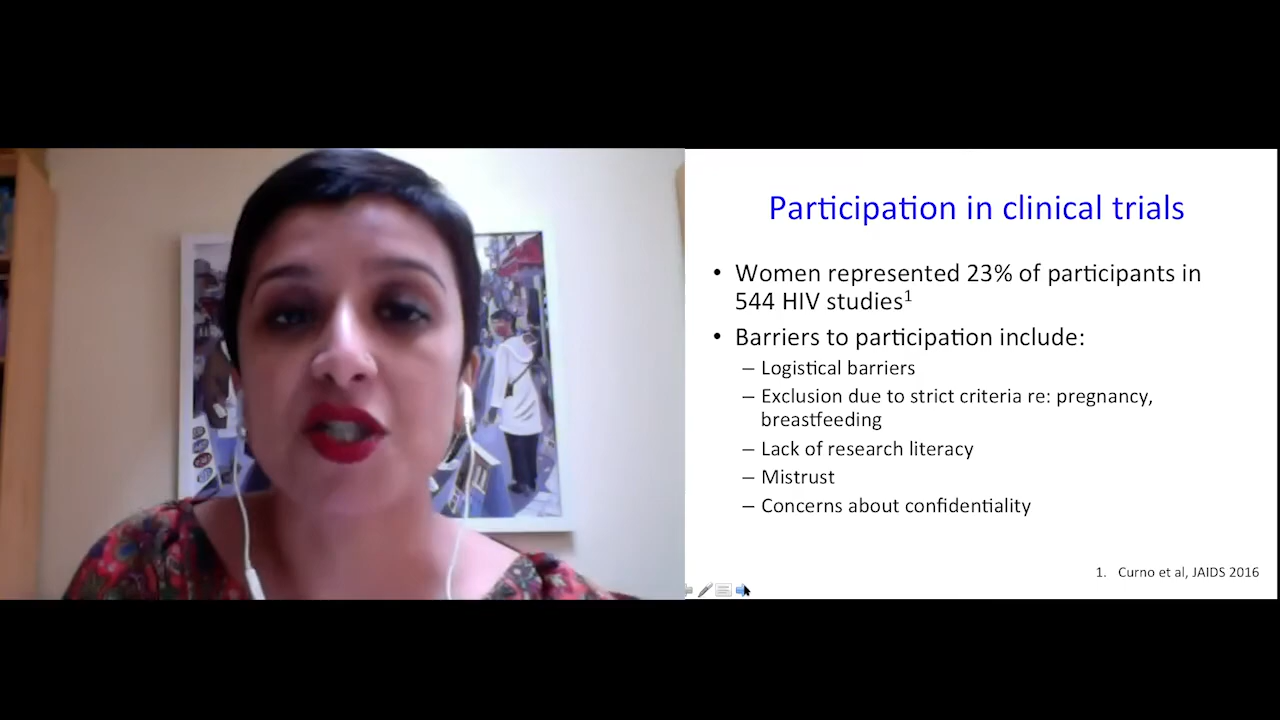 Participation in clinical trials
• Women represented 23% of participants in
544 HIV studies¹
• Barriers to participation include:
– Logistical barriers
– Exclusion due to strict criteria re: pregnancy,
breastfeeding
– Lack of research literacy
– Mistrust
– Concerns about confidentiality
1. Curno et al, JAIDS 2016